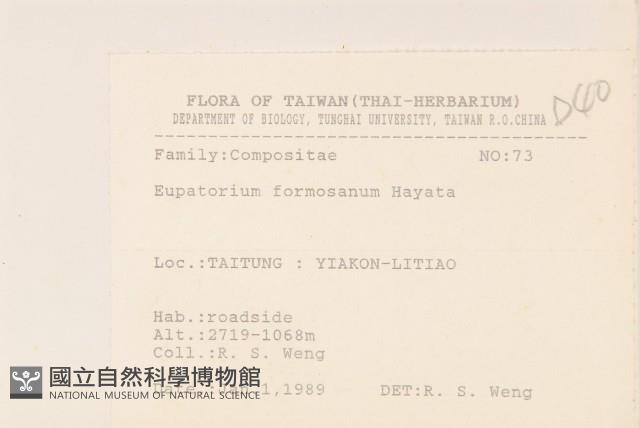 FLORA OF TAIWAN(THAI-HERBARIUM)
D40
DEPARTMENT OF BIOLOGY, TUNGHAI UNIVERSITY, TAIWAN R.O.CHINA
Family:Compositae NO:73
Eupatorium formosanum Hayata
Loc.:TAITUNG : YIAKON-LITIAO
Hab.:roadside
Alt.:2719-1068m
Coll.:R. S. Weng
1,1989 DET:R. S. Weng
國立自然科學博物館
NATIONAL MUSEUM OF NATURAL SCIENCE